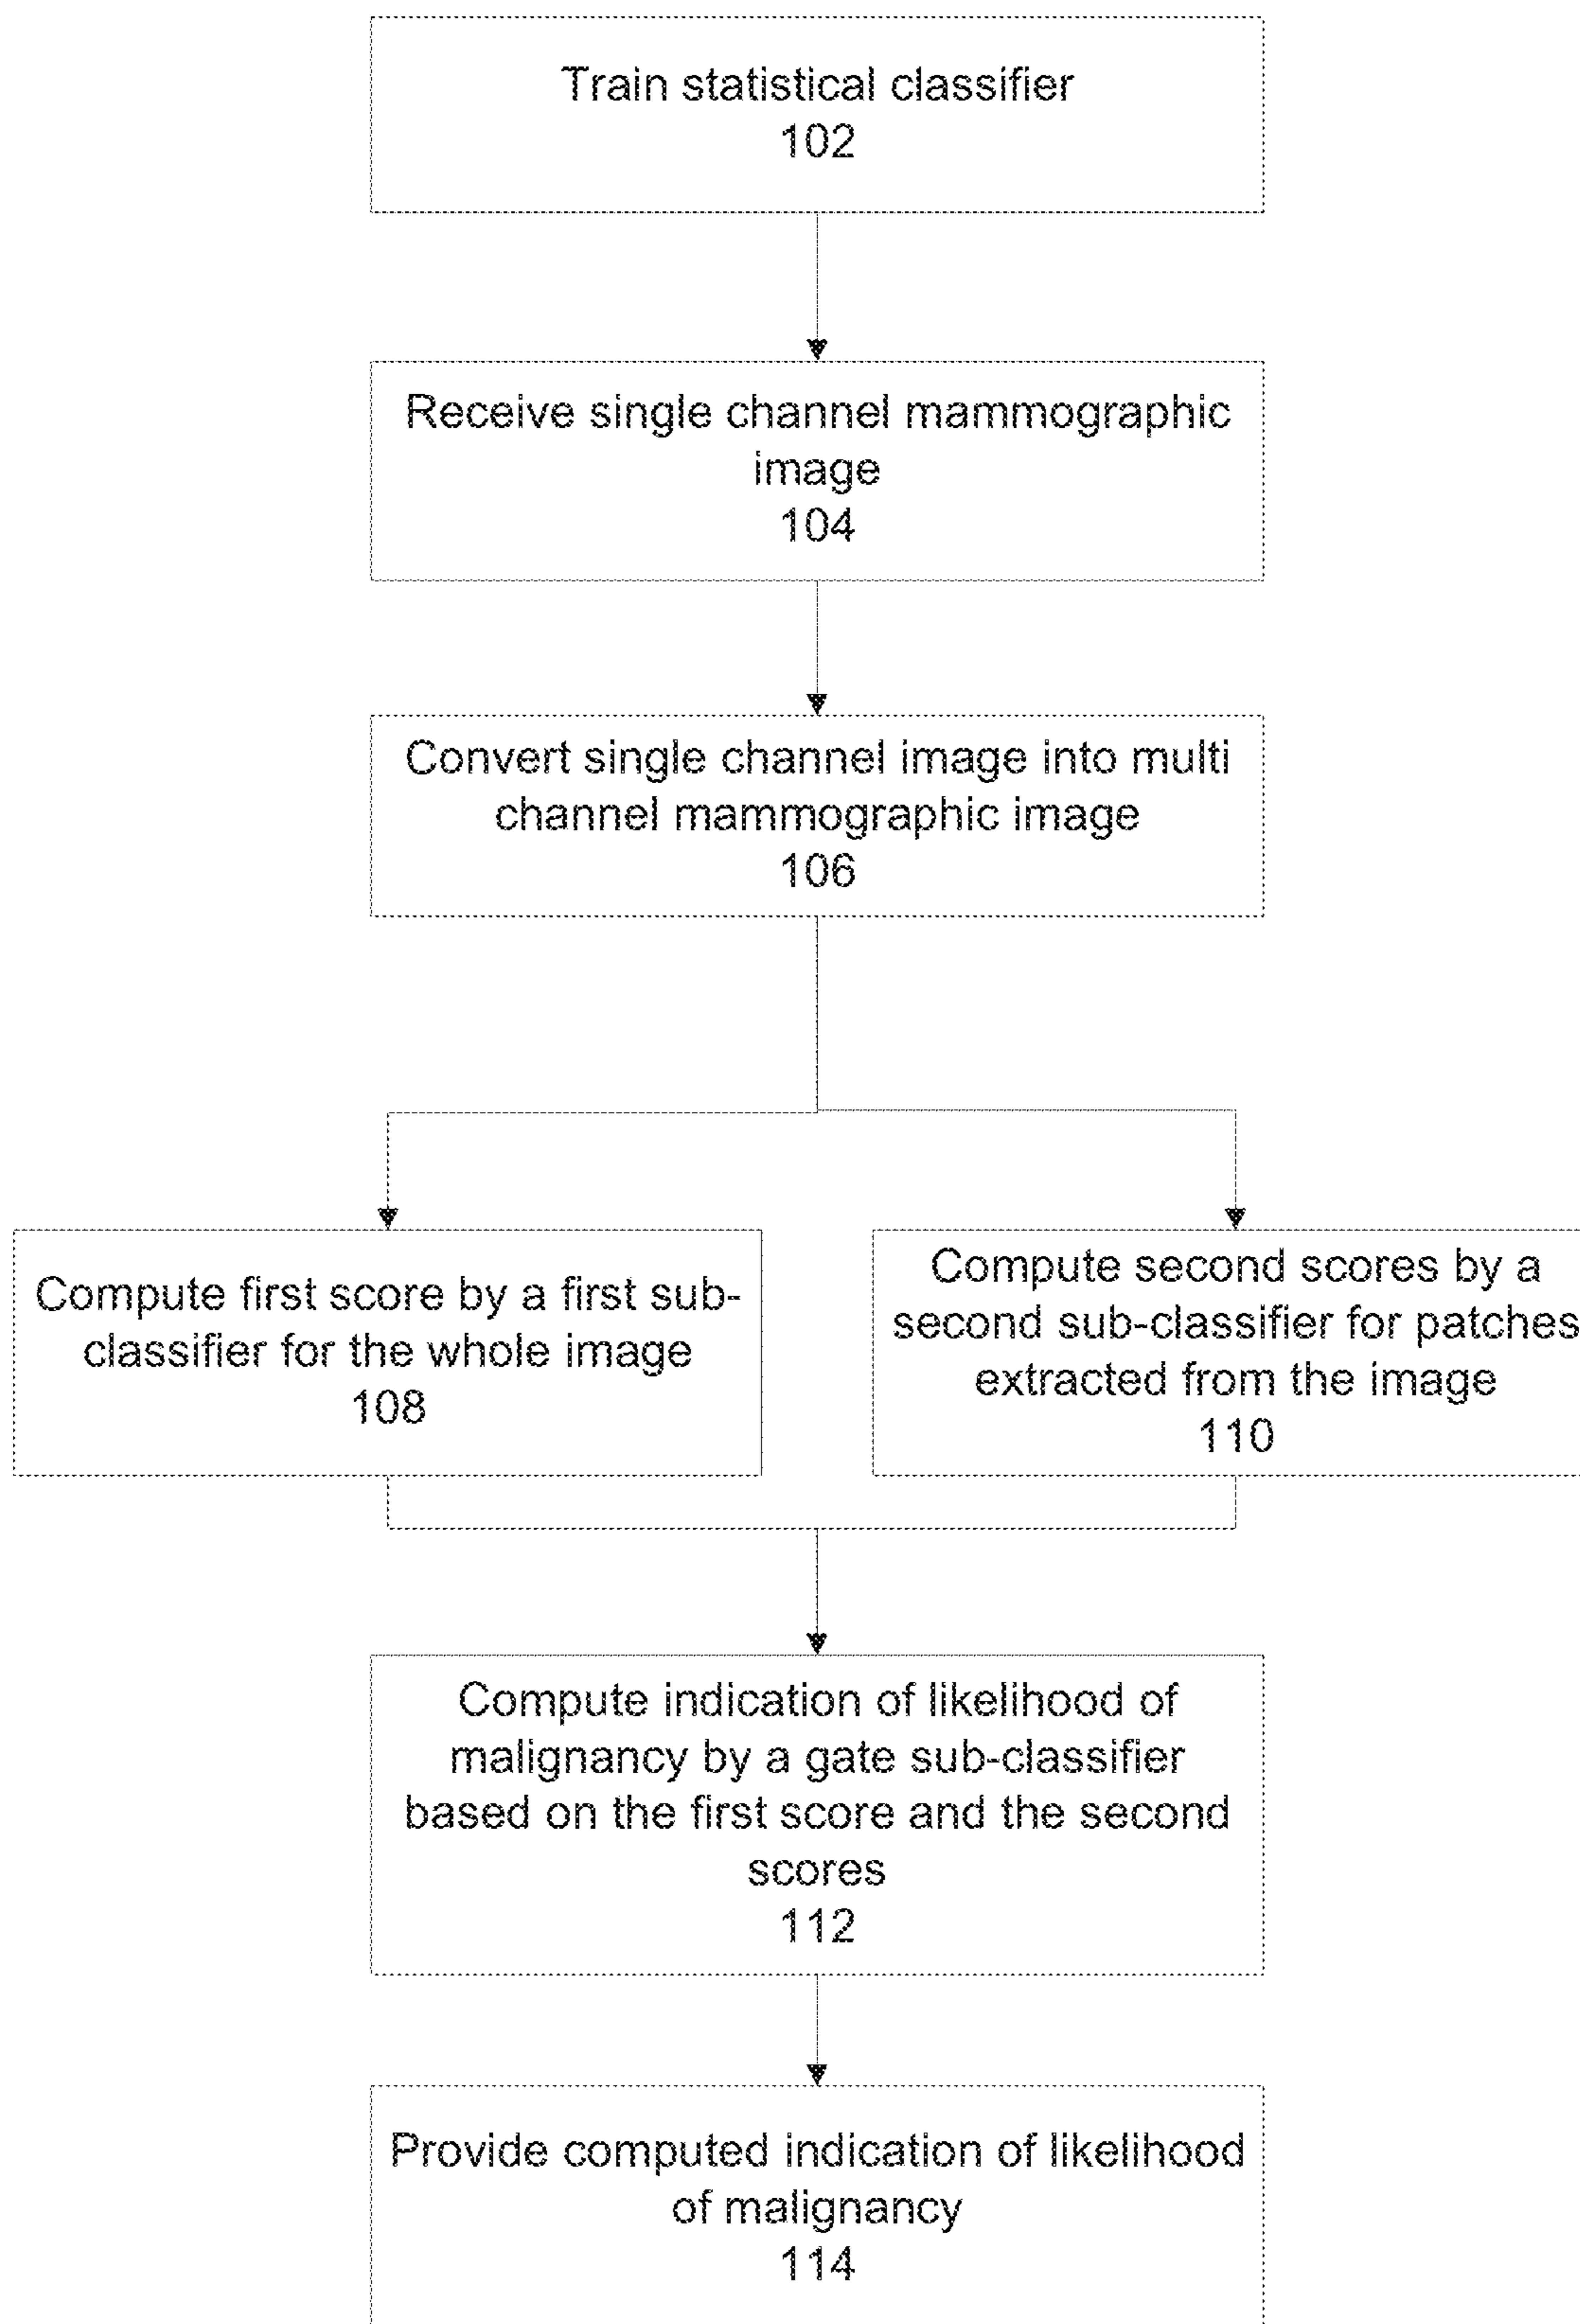 Train statistical classifier
102
Receive single channel mammographic
image
104
Convert single channel image into multi
channel mammographic image
106
Compute first score by a first sub-
classifier for the whole image
108
Compute second scores by a
second sub-classifier for patches
extracted from the image
110
Compute indication of likelihood of
malignancy by a gate sub-classifier
based on the first score and the second
scores
112
Provide computed indication of likelihood
of malignancy
114